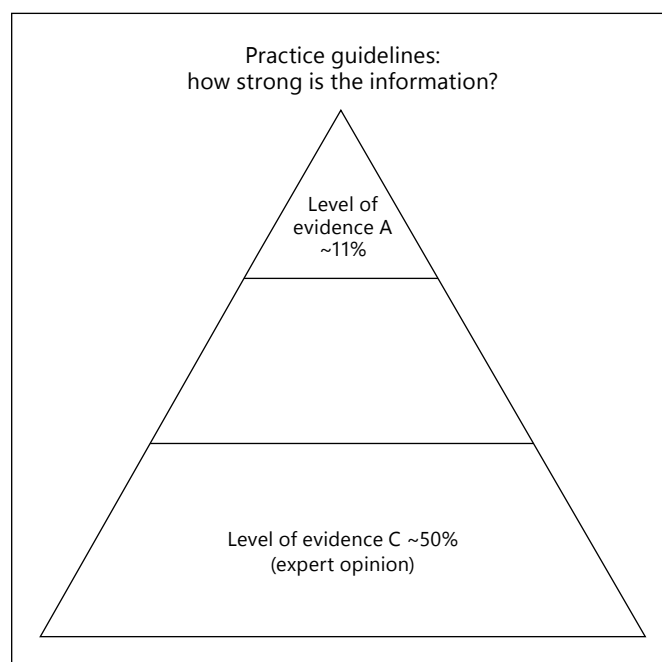 Practice guidelines:
how strong is the information?
Level of
evidence A
~11%
Level of evidence C ~50%
(expert opinion)